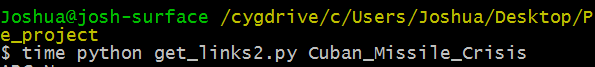 Joshua@josh-surface /cygdrive/c/Users/Joshua/Desktop/P
e_project
$ time python get_links2.py Cuban_Missile_Crisis